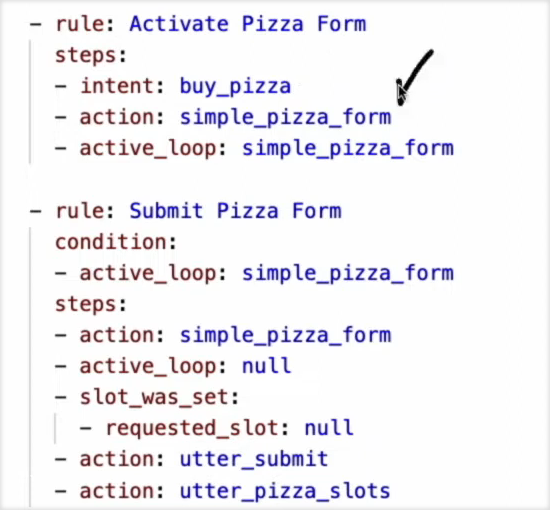 - rule: Activate Pizza Form
steps:
- intent: buy_pizza
- action: simple_pizza_form
- active_loop: simple_pizza_form
- rule: Submit Pizza Form
condition:
- active_loop: simple_pizza_form
steps:
- action: simple_pizza_form
- active_loop: null
- slot_was_set:
- requested_slot: null
- action: utter_submit
- action: utter_pizza_slots